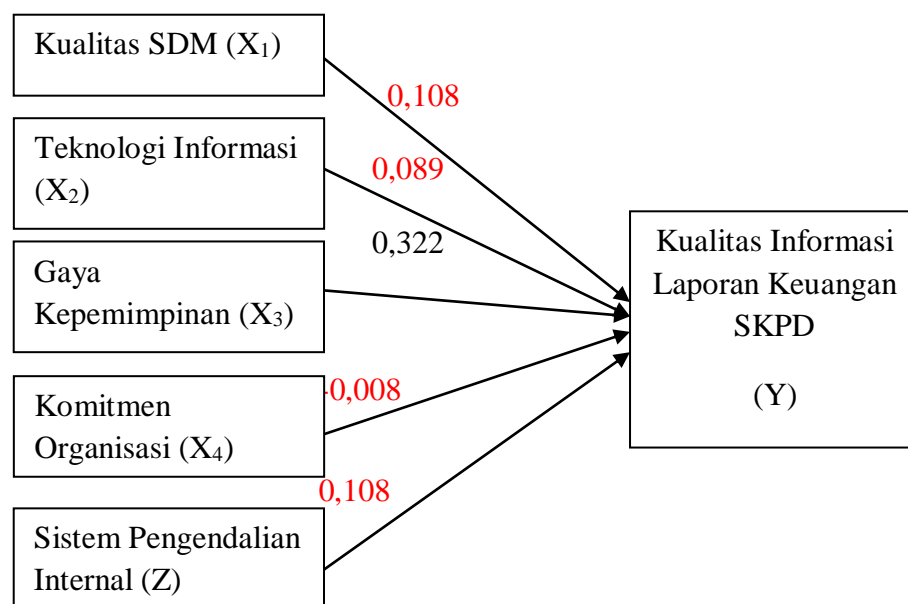 Kualitas SDM (X₁)
0,108
Teknologi Informasi
(X₂)
0,089
0,322
Gaya
Kepemimpinan (X₃)
Kualitas Informasi
Laporan Keuangan
SKPD
(Y)
Komitmen
Organisasi (X₄)
-0,008
0,108
Sistem Pengendalian
Internal (Z)